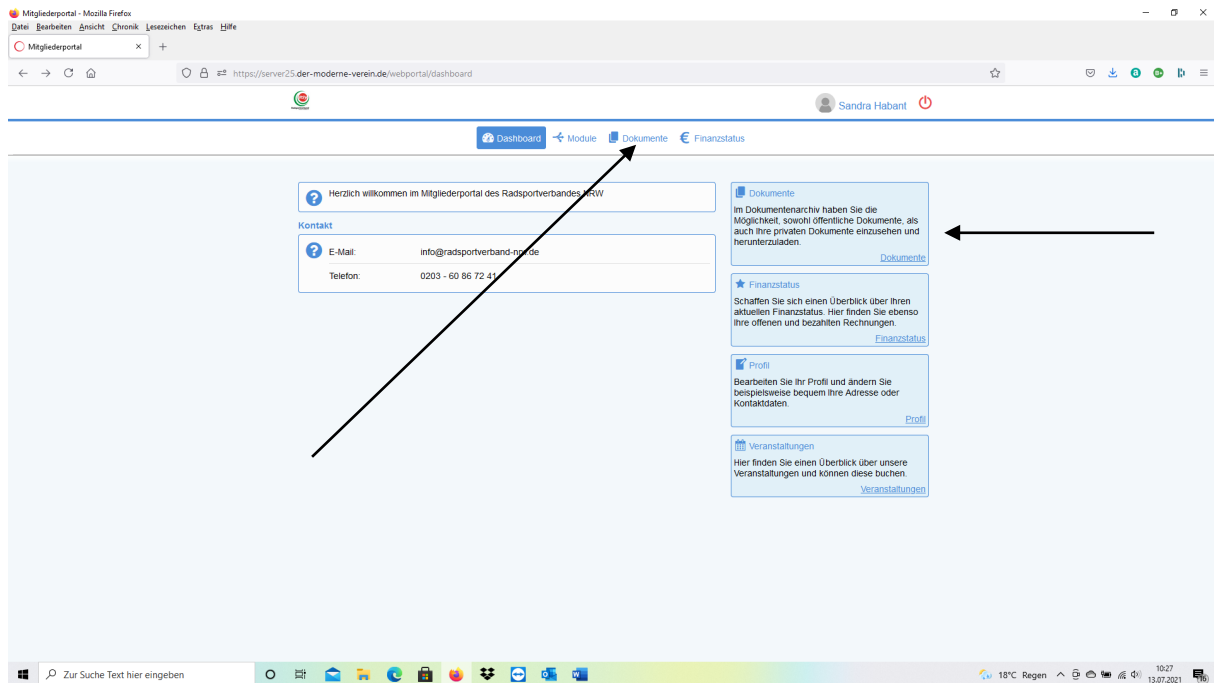 Mitgliederportal - Mozilla Firefox
Datei Bearbeiten Ansicht Chronik Lesezeichen Extras Hilfe
Mitgliederportal
https://server25.der-moderne-verein.de/webportal/dashboard
Sandra Habant
Dashboard Module Dokumente € Finanzstatus
Herzlich willkommen im Mitgliederportal des Radsportverbandes NRW
Kontakt
E-Mail: info@radsportverband-nrw.de
Telefon: 0203 - 60 86 72 41
Dokumente
Im Dokumentenarchiv haben Sie die
Möglichkeit, sowohl öffentliche Dokumente, als
auch Ihre privaten Dokumente einzusehen und
herunterzuladen.
Dokumente
Finanzstatus
Schaffen Sie sich einen Überblick über Ihren
aktuellen Finanzstatus. Hier finden Sie ebenso
Ihre offenen und bezahlten Rechnungen.
Finanzstatus
Profil
Bearbeiten Sie Ihr Profil und ändern Sie
beispielsweise bequem Ihre Adresse oder
Kontaktdaten.
Profil
Veranstaltungen
Hier finden Sie einen Überblick über unsere
Veranstaltungen und können diese buchen.
Veranstaltungen
Zur Suche Text hier eingeben
18°C Regen
10:27
13.07.2021